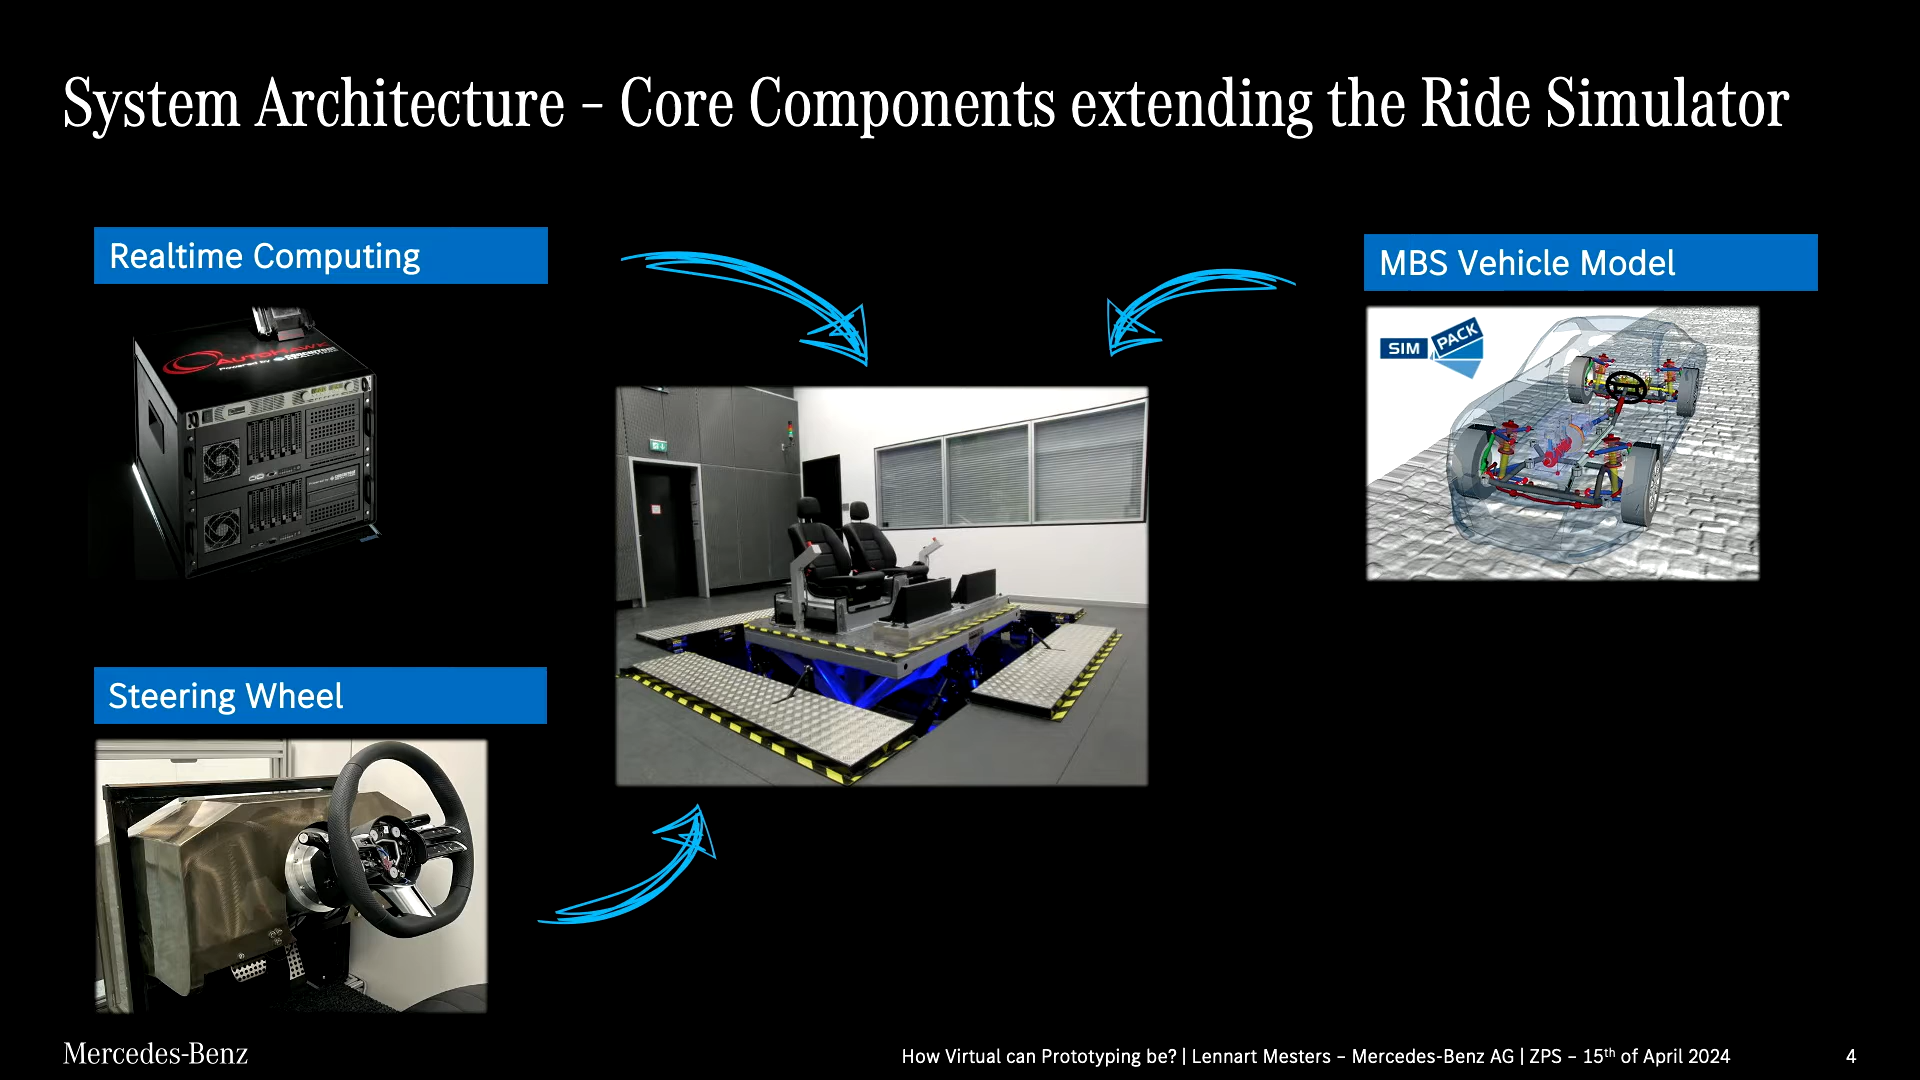 System Architecture – Core Components extending the Ride Simulator
Realtime Computing
AUTOHAWK
MBS Vehicle Model
SIM PACK
Steering Wheel
Mercedes-Benz
How Virtual can Prototyping be? | Lennart Mesters – Mercedes-Benz AG | ZPS – 15th of April 2024
4